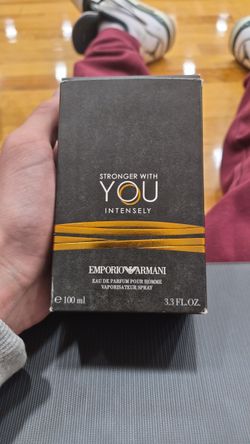 STRONGER WITH
YOU
INTENSELY
EMPORIO ARMANI
EAU DE PARFUM POUR HOMME
VAPORISATEUR SPRAY
℮ 100 ml 3.3 FL.OZ.